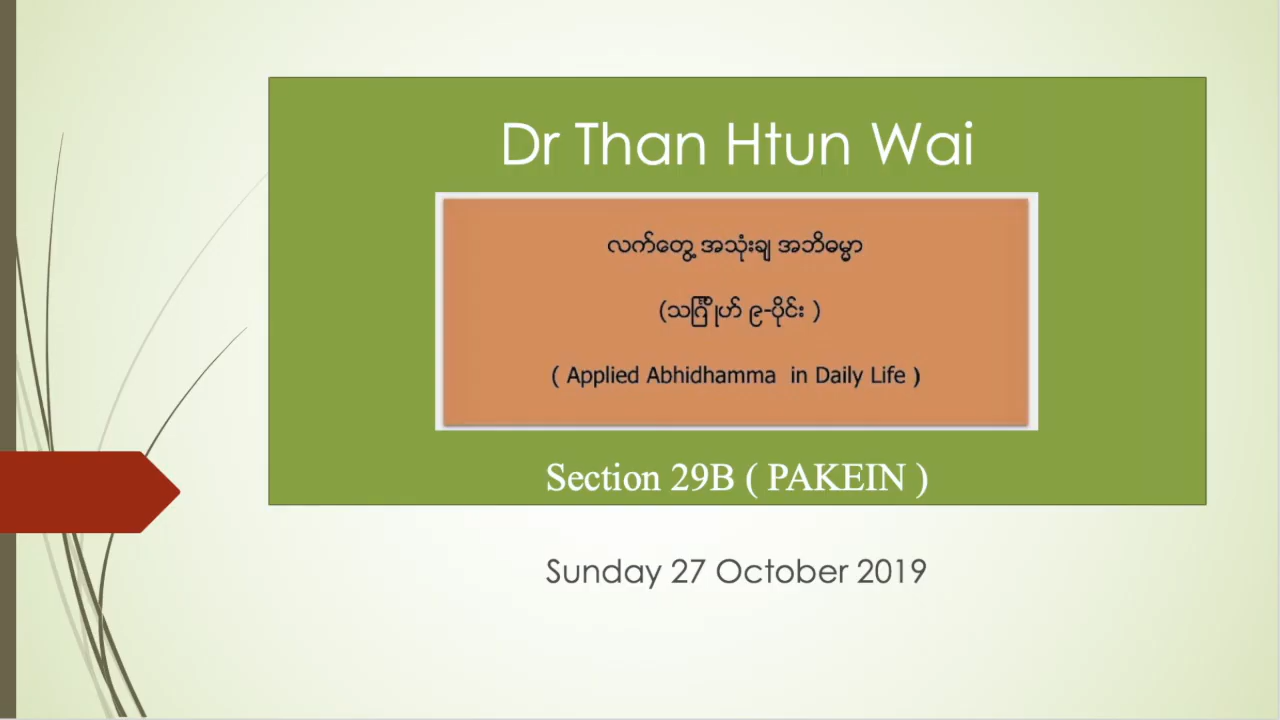 Dr Than Htun Wai
လက်တွေ့ အသုံးချ အဘိဓမ္မာ
(သင်္ဂြိုဟ် ၉-ပိုင်း )
( Applied Abhidhamma in Daily Life )
Section 29B ( PAKEIN )
Sunday 27 October 2019